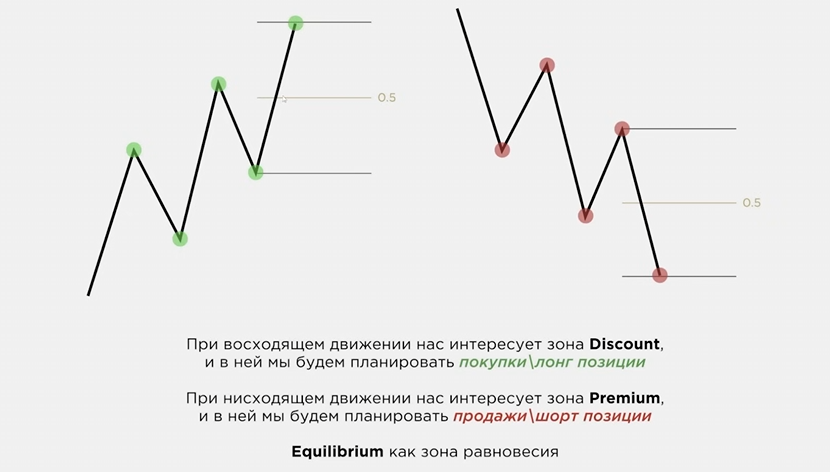 0.5
0.5
При восходящем движении нас интересует зона Discount,
и в ней мы будем планировать покупки\лонг позиции
При нисходящем движении нас интересует зона Premium,
и в ней мы будем планировать продажи\шорт позиции
Equilibrium как зона равновесия